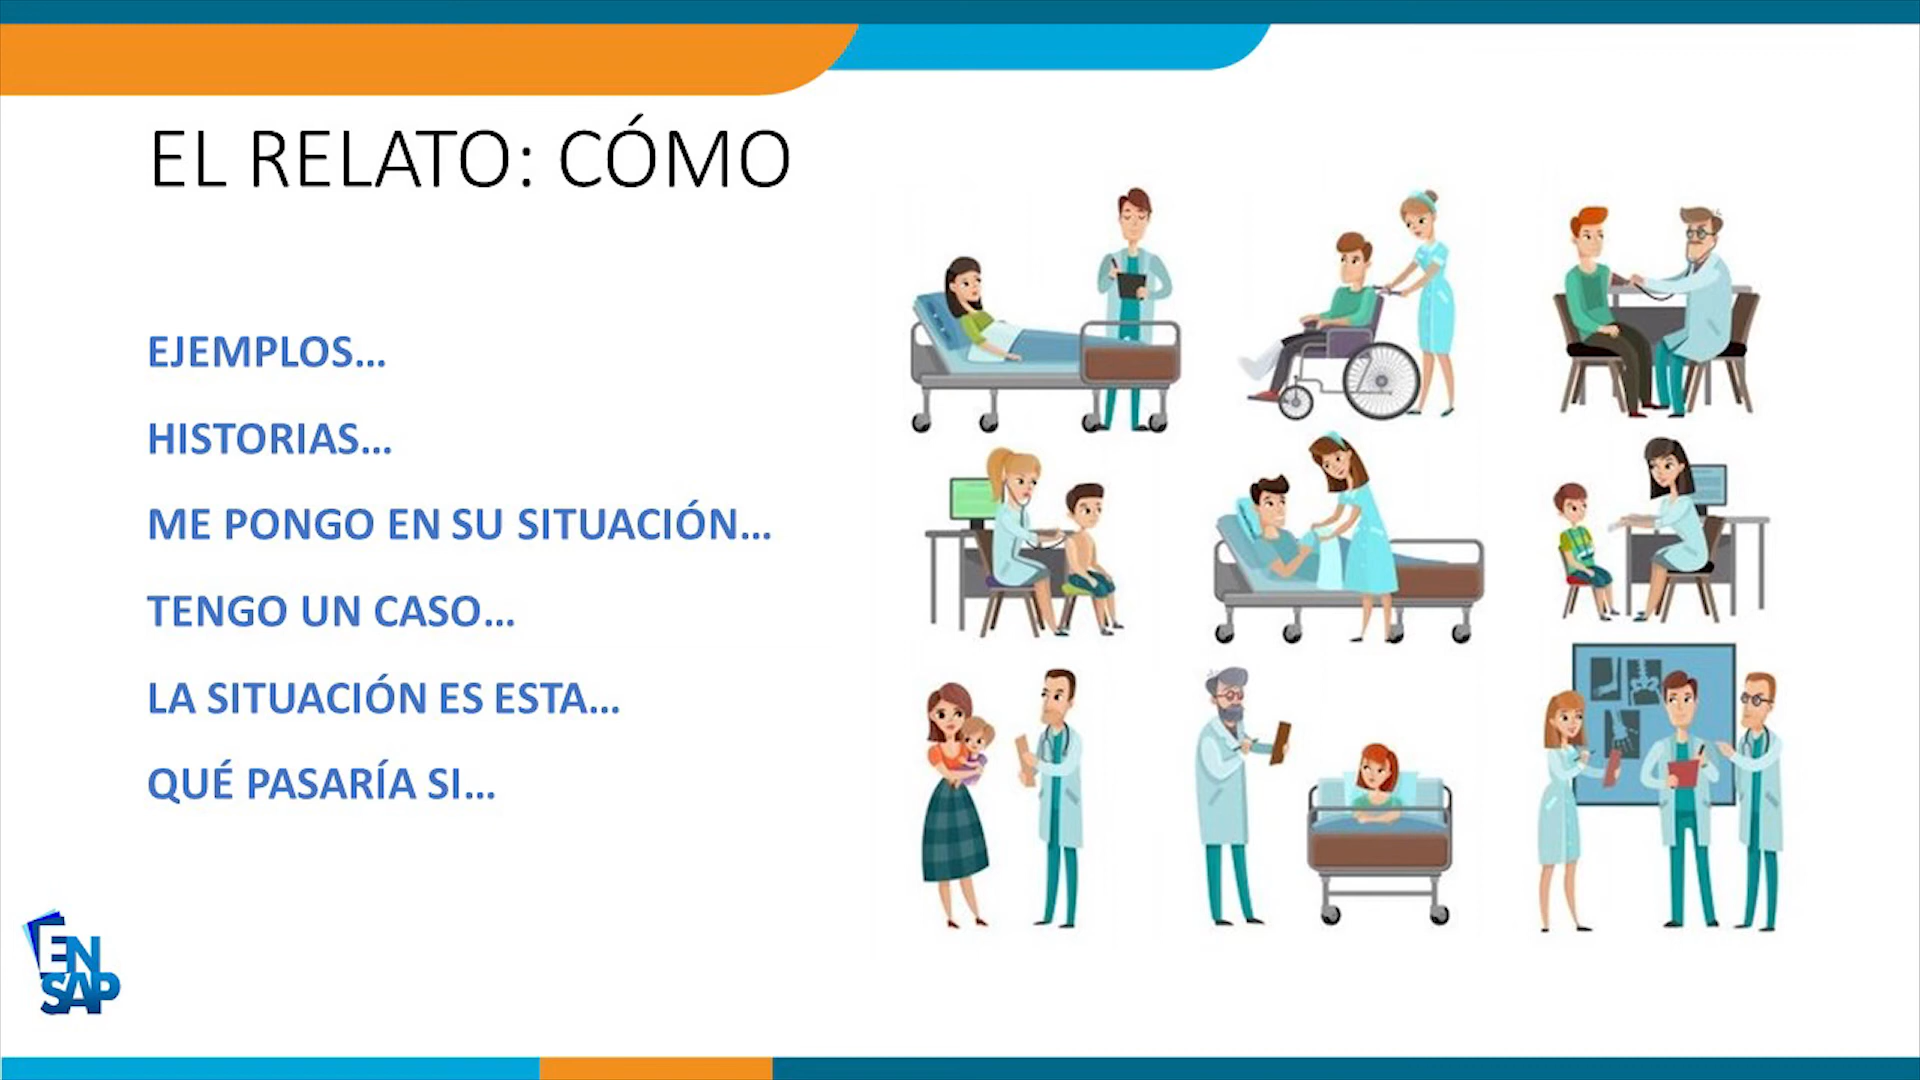 EL RELATO: CÓMO
EJEMPLOS...
HISTORIAS...
ME PONGO EN SU SITUACIÓN...
TENGO UN CASO...
LA SITUACIÓN ES ESTA...
QUÉ PASARÍA SI...
EN
SAP